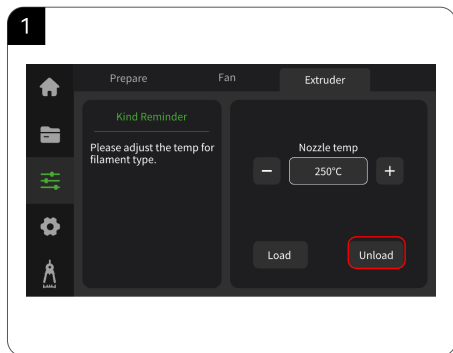 1
Prepare Fan Extruder
Kind Reminder
Please adjust the temp for
filament type.
Nozzle temp
− 250°C +
Load Unload